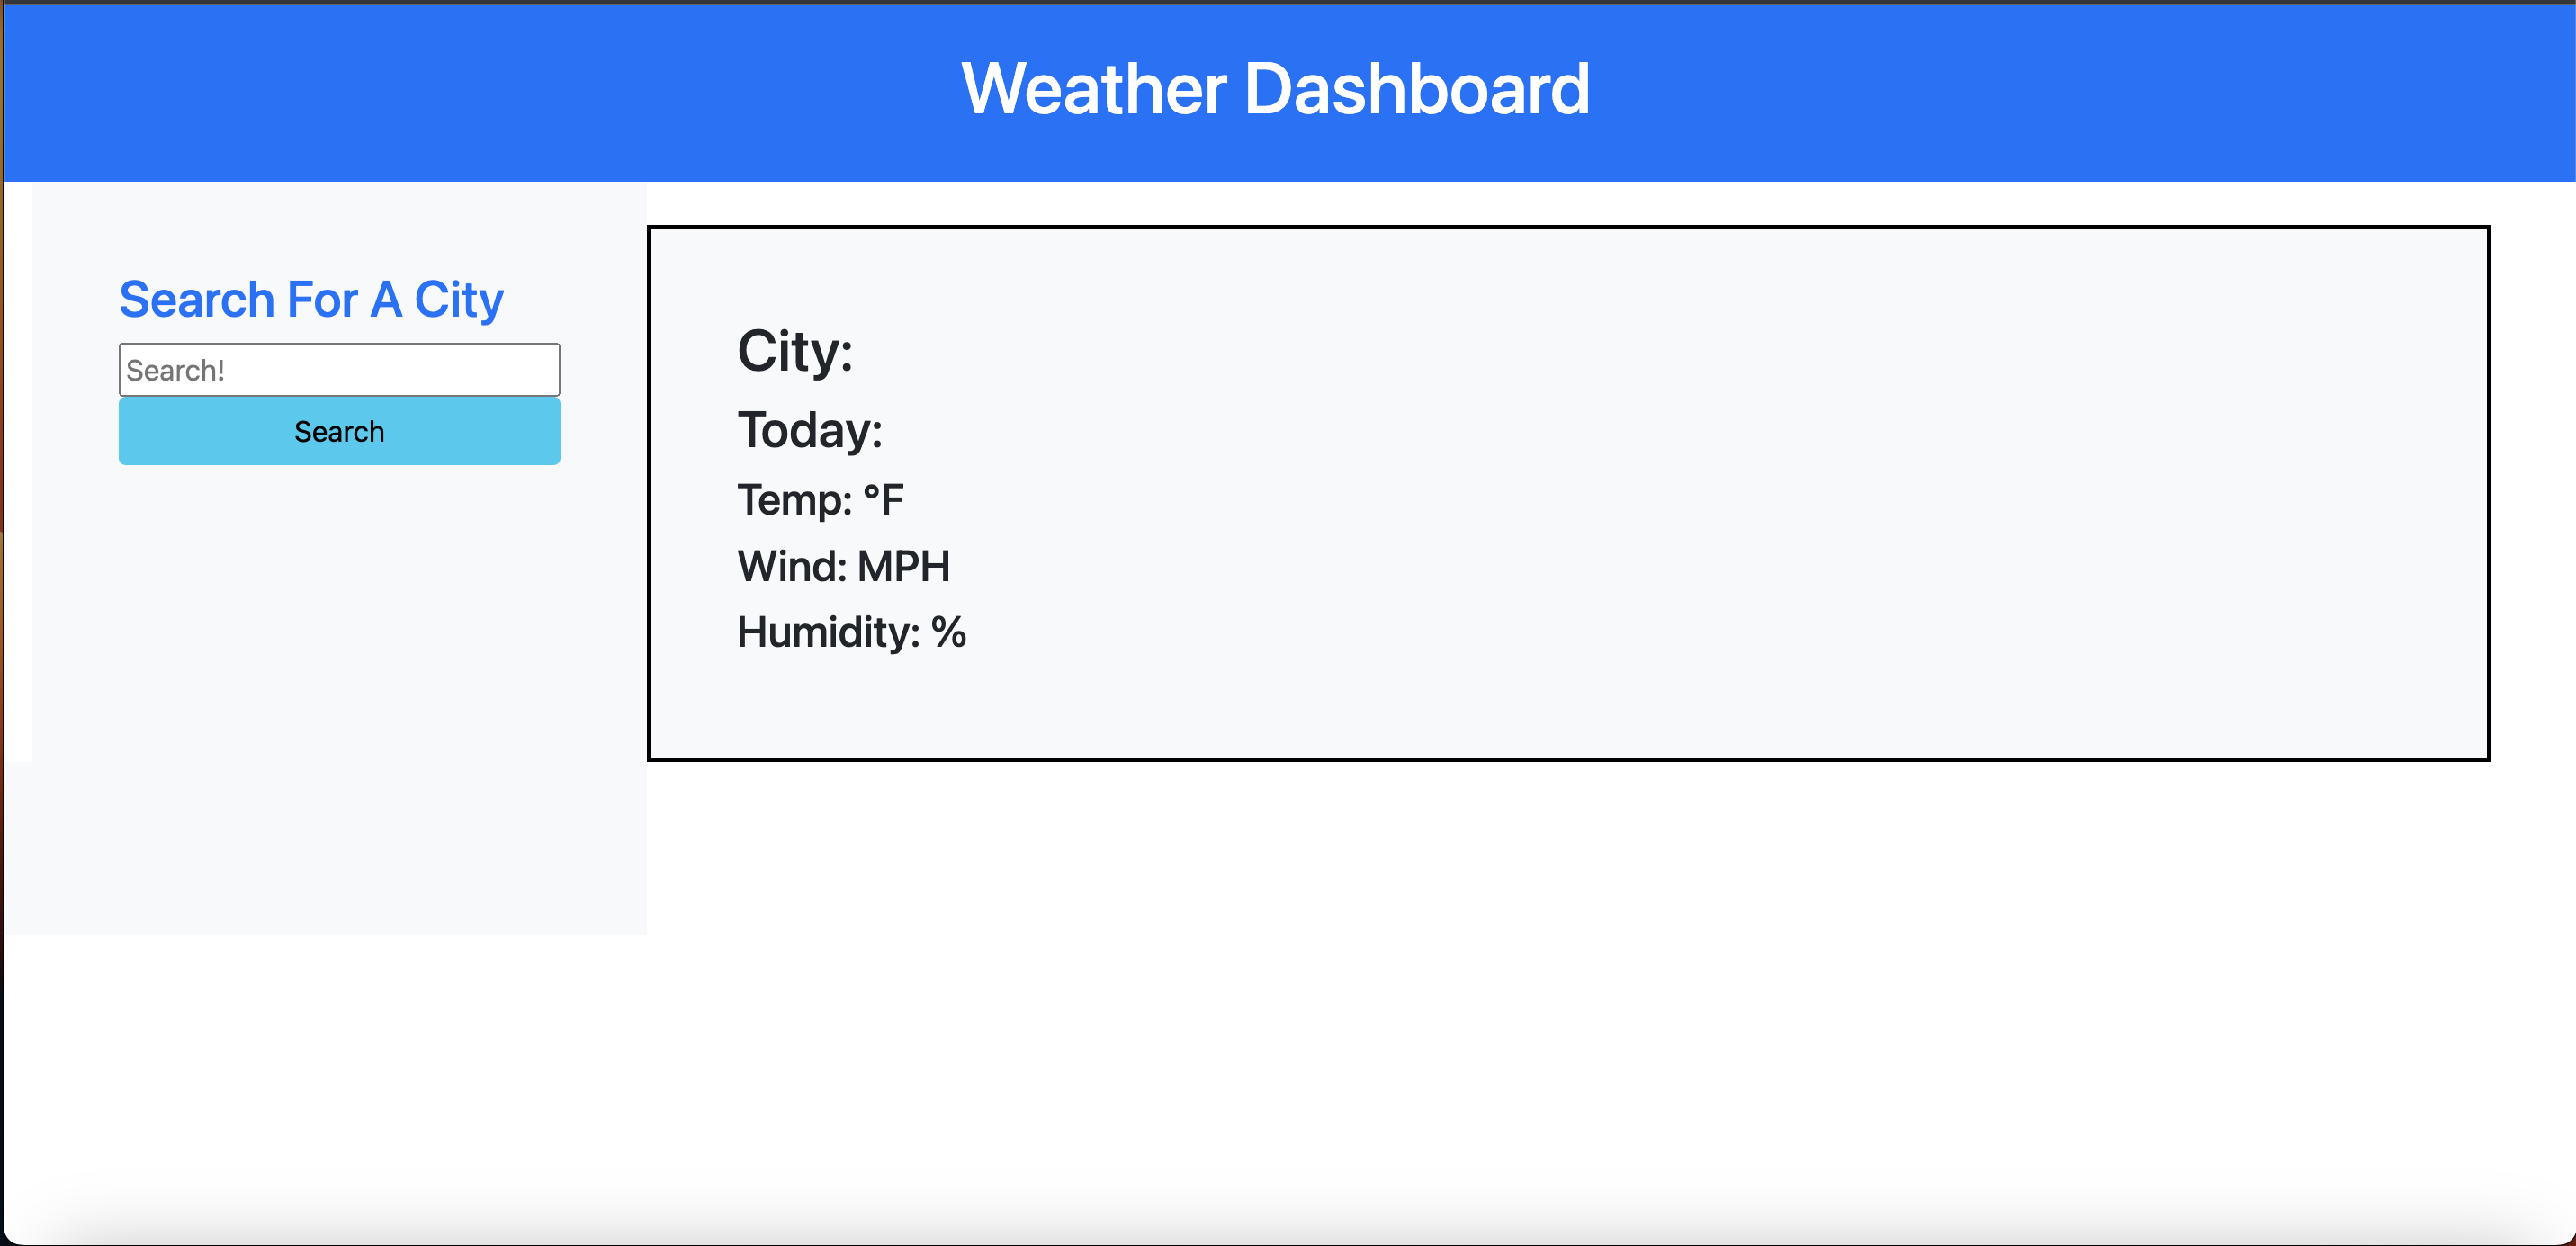 Weather Dashboard
Search For A City
Search!
Search
City:
Today:
Temp: °F
Wind: MPH
Humidity: %